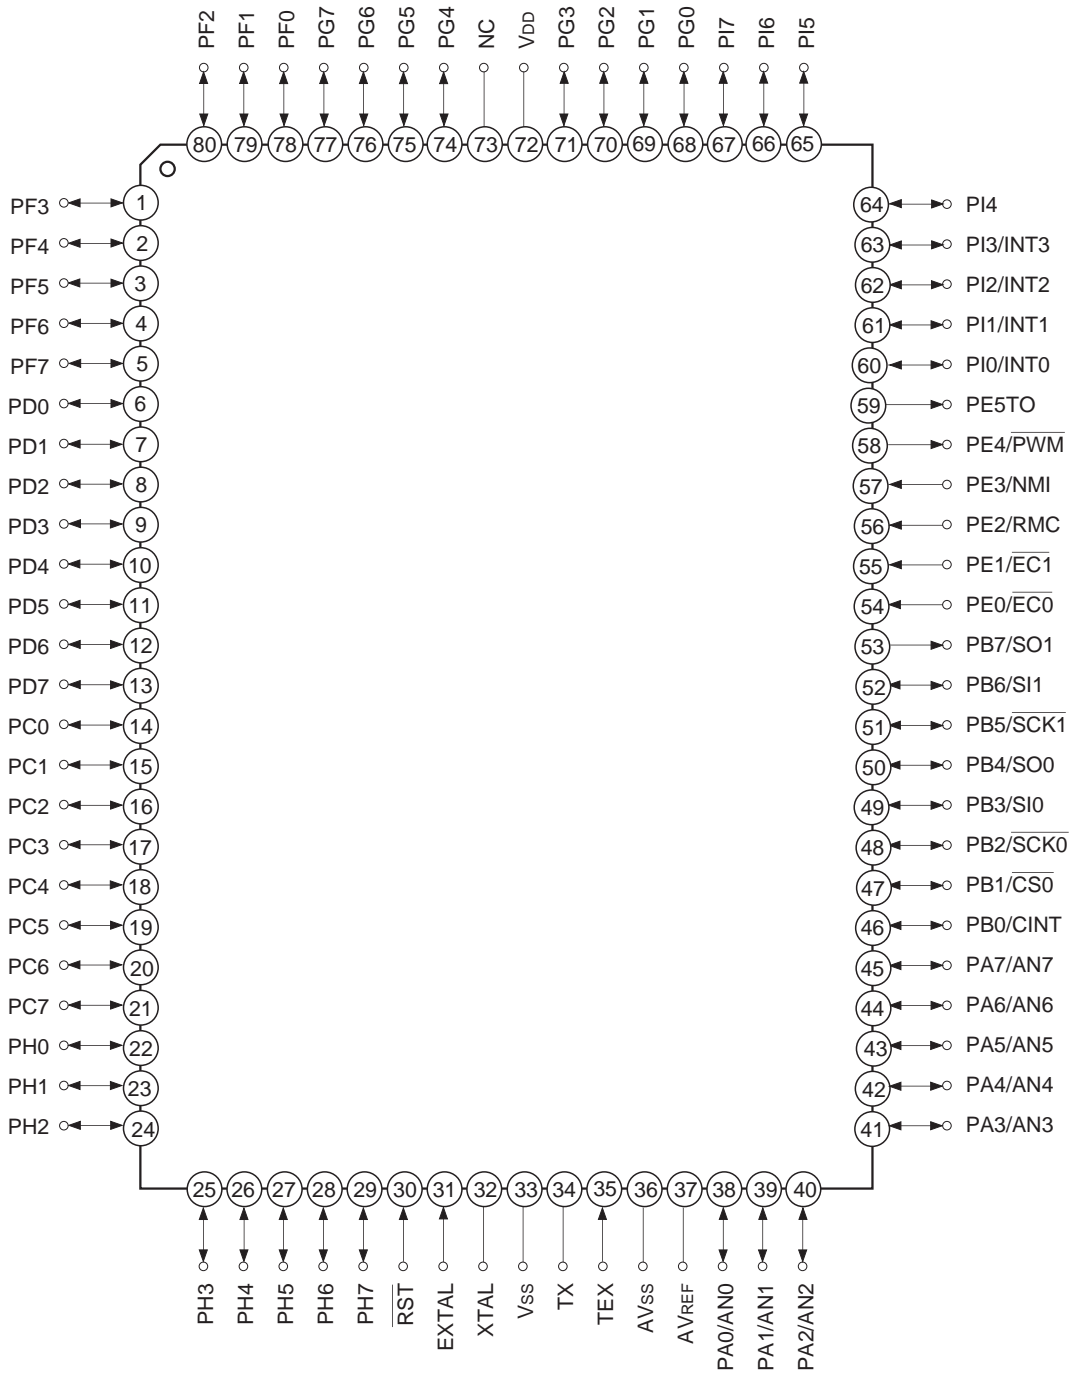 PF2 PF1 PF0 PG7 PG6 PG5 PG4 NC VDD PG3 PG2 PG1 PG0 PI7 PI6 PI5
80 79 78 77 76 75 74 73 72 71 70 69 68 67 66 65
PF3 1 64 PI4
PF4 2 63 PI3/INT3
PF5 3 62 PI2/INT2
PF6 4 61 PI1/INT1
PF7 5 60 PI0/INT0
PD0 6 59 PE5TO
PD1 7 58 PE4/P̅W̅M̅
PD2 8 57 PE3/NMI
PD3 9 56 PE2/RMC
PD4 10 55 PE1/E̅C̅1̅
PD5 11 54 PE0/E̅C̅0̅
PD6 12 53 PB7/SO1
PD7 13 52 PB6/SI1
PC0 14 51 PB5/S̅C̅K̅1̅
PC1 15 50 PB4/SO0
PC2 16 49 PB3/SI0
PC3 17 48 PB2/S̅C̅K̅0̅
PC4 18 47 PB1/C̅S̅0̅
PC5 19 46 PB0/CINT
PC6 20 45 PA7/AN7
PC7 21 44 PA6/AN6
PH0 22 43 PA5/AN5
PH1 23 42 PA4/AN4
PH2 24 41 PA3/AN3
25 26 27 28 29 30 31 32 33 34 35 36 37 38 39 40
PH3 PH4 PH5 PH6 PH7 R̅S̅T̅ EXTAL XTAL Vss TX TEX AVss AVREF PA0/AN0 PA1/AN1 PA2/AN2